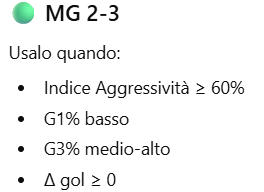 MG 2-3
Usalo quando:
• Indice Aggressività ≥ 60%
• G1% basso
• G3% medio-alto
• Δ gol ≥ 0